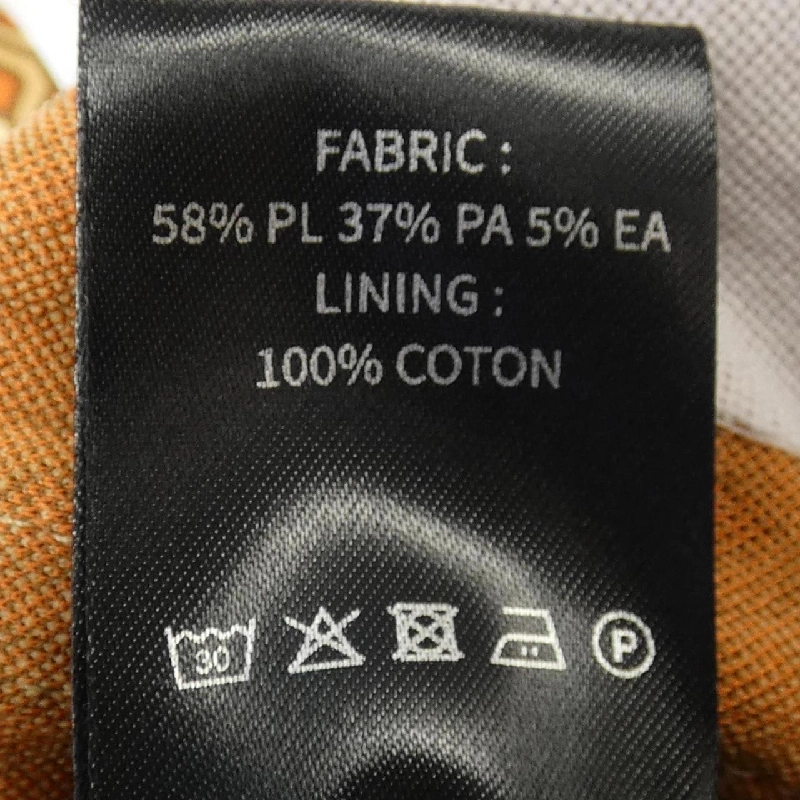 FABRIC :
58% PL 37% PA 5% EA
LINING :
100% COTON
30 P